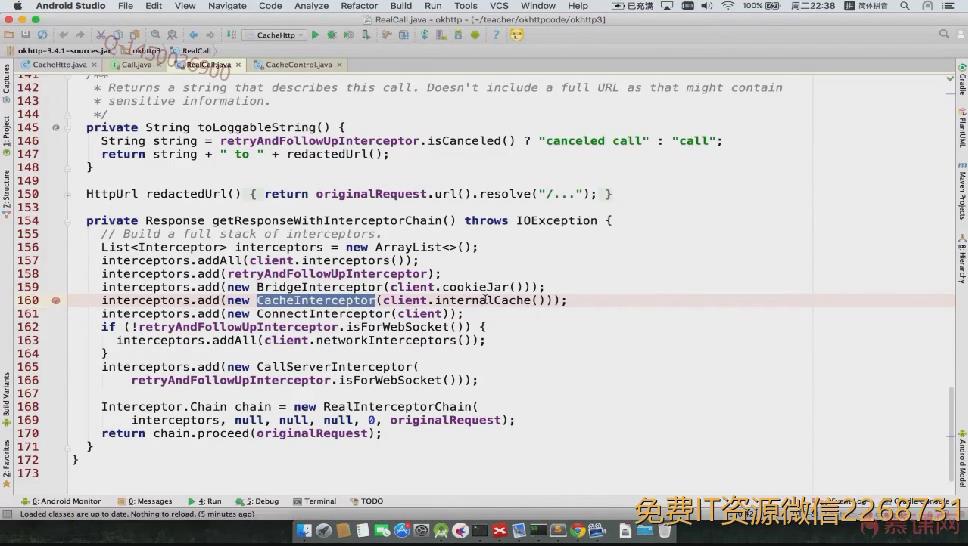 Android Studio File Edit View Navigate Code Analyze Refactor Build Run Tools VCS Window Help 已充满 100% 周二22:38 简体拼音
RealCall.java - okhttp - [~/teacher/okhttpcode/okhttp3]
CacheHttp
okhttp-3.4.1-sources.jar okhttp3 RealCall
CacheHttp.java Call.java RealCall.java CacheControl.java
141 /**
142 * Returns a string that describes this call. Doesn't include a full URL as that might contain
143 * sensitive information.
144 */
145 private String toLoggableString() {
146 String string = retryAndFollowUpInterceptor.isCanceled() ? "canceled call" : "call";
147 return string + " to " + redactedUrl();
148 }
149
150 HttpUrl redactedUrl() { return originalRequest.url().resolve("/..."); }
153
154 private Response getResponseWithInterceptorChain() throws IOException {
155 // Build a full stack of interceptors.
156 List<Interceptor> interceptors = new ArrayList<>();
157 interceptors.addAll(client.interceptors());
158 interceptors.add(retryAndFollowUpInterceptor);
159 interceptors.add(new BridgeInterceptor(client.cookieJar()));
160 interceptors.add(new CacheInterceptor(client.internalCache()));
161 interceptors.add(new ConnectInterceptor(client));
162 if (!retryAndFollowUpInterceptor.isForWebSocket()) {
163 interceptors.addAll(client.networkInterceptors());
164 }
165 interceptors.add(new CallServerInterceptor(
166 retryAndFollowUpInterceptor.isForWebSocket()));
167
168 Interceptor.Chain chain = new RealInterceptorChain(
169 interceptors, null, null, null, 0, originalRequest);
170 return chain.proceed(originalRequest);
171 }
172 }
173
Captures
1: Project
7: Structure
Build Variants
2: Favorites
Gradle
Maven Projects
Android Model
6: Android Monitor 0: Messages 4: Run 5: Debug Terminal TODO
Loaded classes are up to date. Nothing to reload. (5 minutes ago)
免费IT资源微信2268731
慕课网